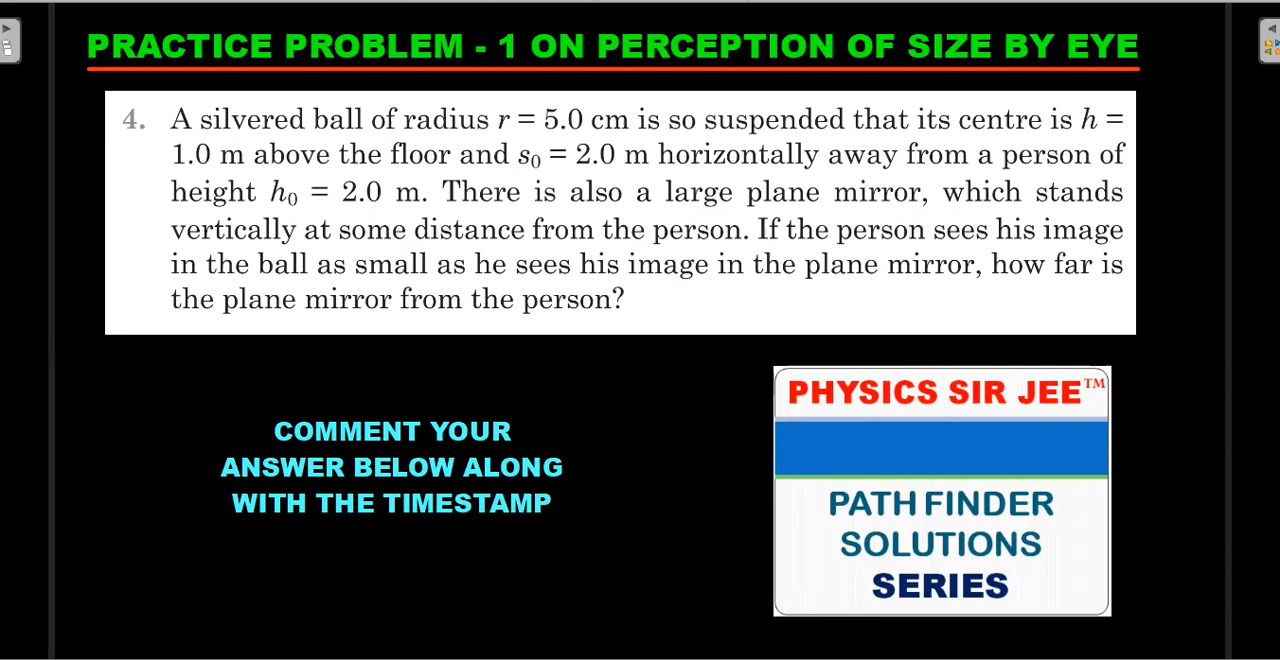 PRACTICE PROBLEM - 1 ON PERCEPTION OF SIZE BY EYE
4. A silvered ball of radius r = 5.0 cm is so suspended that its centre is h =
1.0 m above the floor and s₀ = 2.0 m horizontally away from a person of
height h₀ = 2.0 m. There is also a large plane mirror, which stands
vertically at some distance from the person. If the person sees his image
in the ball as small as he sees his image in the plane mirror, how far is
the plane mirror from the person?
COMMENT YOUR
ANSWER BELOW ALONG
WITH THE TIMESTAMP
PHYSICS SIR JEE™
PATH FINDER
SOLUTIONS
SERIES